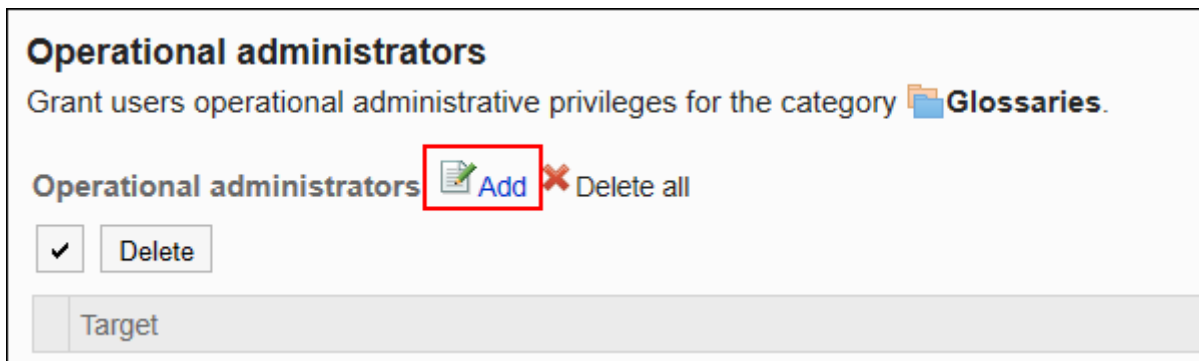 Operational administrators
Grant users operational administrative privileges for the category Glossaries.
Operational administrators Add Delete all
Delete
Target